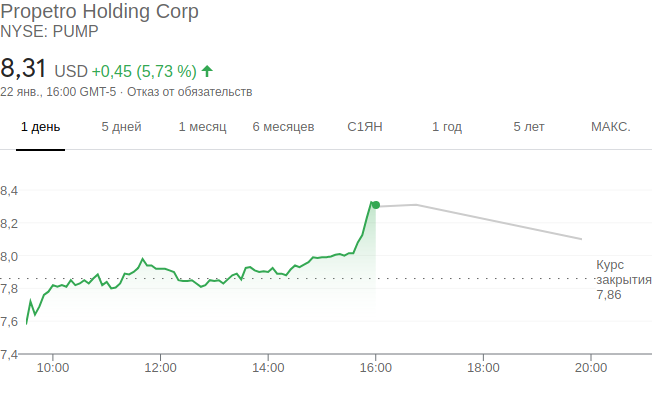 Propetro Holding Corp
NYSE: PUMP
8,31 USD +0,45 (5,73 %)
22 янв., 16:00 GMT-5 · Отказ от обязательств
1 день 5 дней 1 месяц 6 месяцев С1ЯН 1 год 5 лет МАКС.
8,4
8,2
8,0
7,8
7,6
7,4
Курс
закрытия
7,86
10:00 12:00 14:00 16:00 18:00 20:00